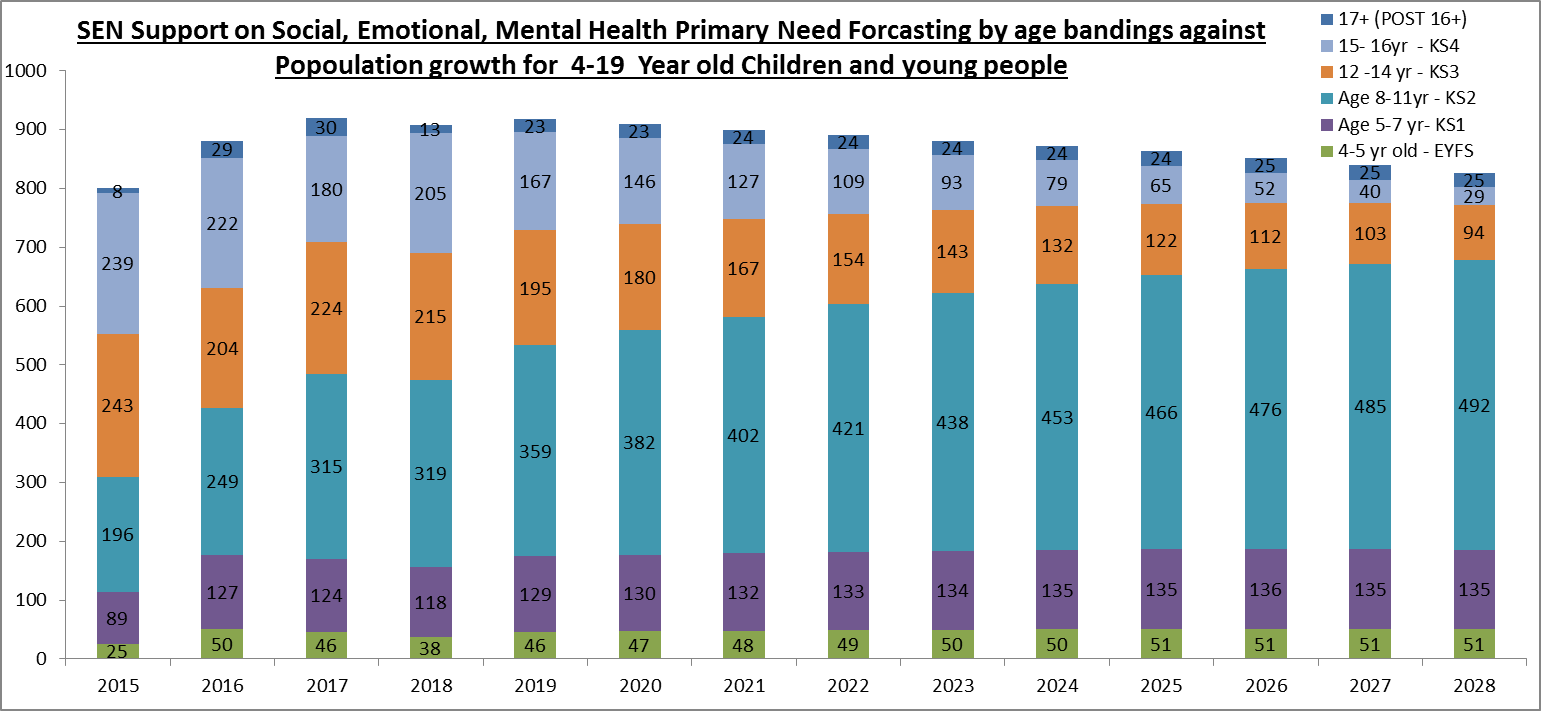 SEN Support on Social, Emotional, Mental Health Primary Need Forcasting by age bandings against
Popoulation growth for  4-19  Year old Children and young people
17+ (POST 16+)
15- 16yr  - KS4
12 -14 yr - KS3
Age 8-11yr - KS2
Age 5-7 yr- KS1
4-5 yr old - EYFS
1000
900
800
700
600
500
400
300
200
100
0
8 29 30 13 23 23 24 24 24 24 24 25 25 25
239 222 180 205 167 146 127 109 93 79 65 52 40 29
243 204 224 215 195 180 167 154 143 132 122 112 103 94
196 249 315 319 359 382 402 421 438 453 466 476 485 492
89 127 124 118 129 130 132 133 134 135 135 136 135 135
25 50 46 38 46 47 48 49 50 50 51 51 51 51
2015 2016 2017 2018 2019 2020 2021 2022 2023 2024 2025 2026 2027 2028